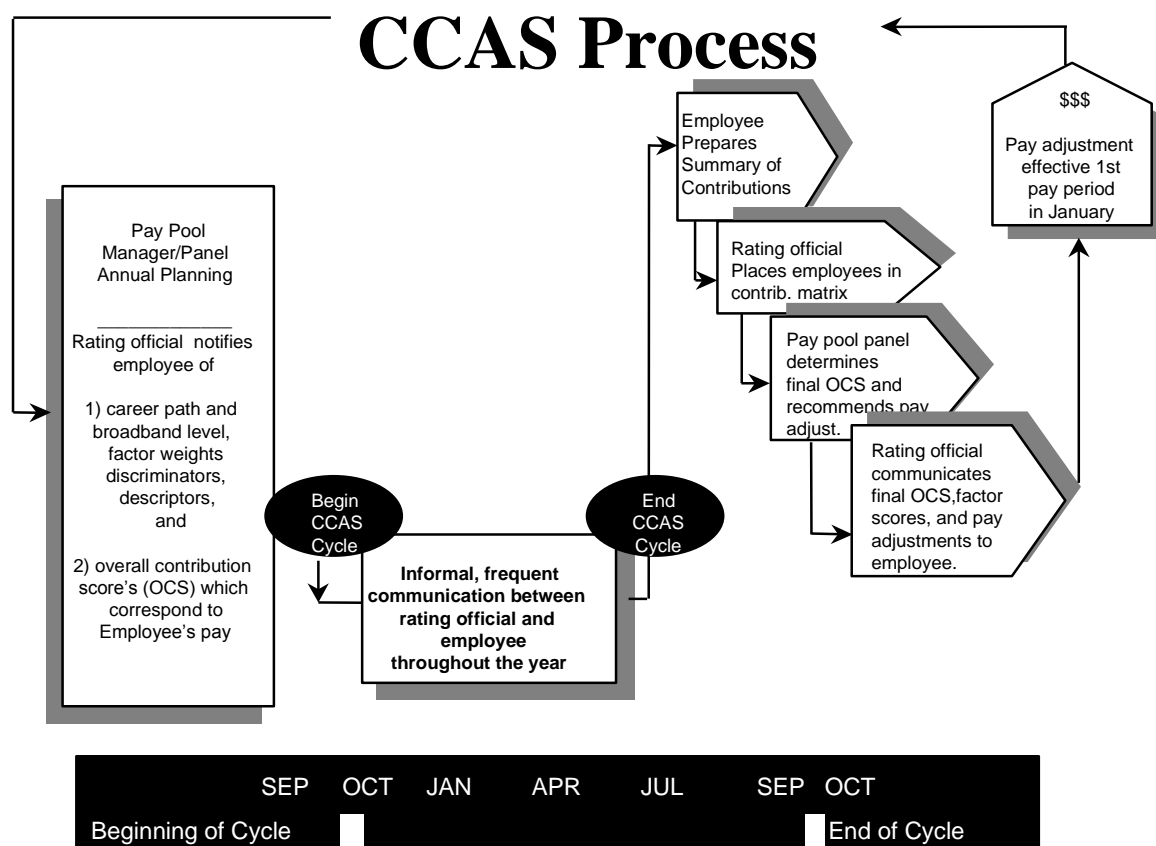 CCAS Process
Pay Pool
Manager/Panel
Annual Planning
_____________
Rating official notifies
employee of
1) career path and
broadband level,
factor weights
discriminators,
descriptors,
and
2) overall contribution
score's (OCS) which
correspond to
Employee's pay
Begin
CCAS
Cycle
Informal, frequent
communication between
rating official and
employee
throughout the year
End
CCAS
Cycle
Employee
Prepares
Summary of
Contributions
Rating official
Places employees in
contrib. matrix
Pay pool panel
determines
final OCS and
recommends pay
adjust.
Rating official
communicates
final OCS,factor
scores, and pay
adjustments to
employee.
$$$
Pay adjustment
effective 1st
pay period
in January
SEP OCT JAN APR JUL SEP OCT
Beginning of Cycle End of Cycle